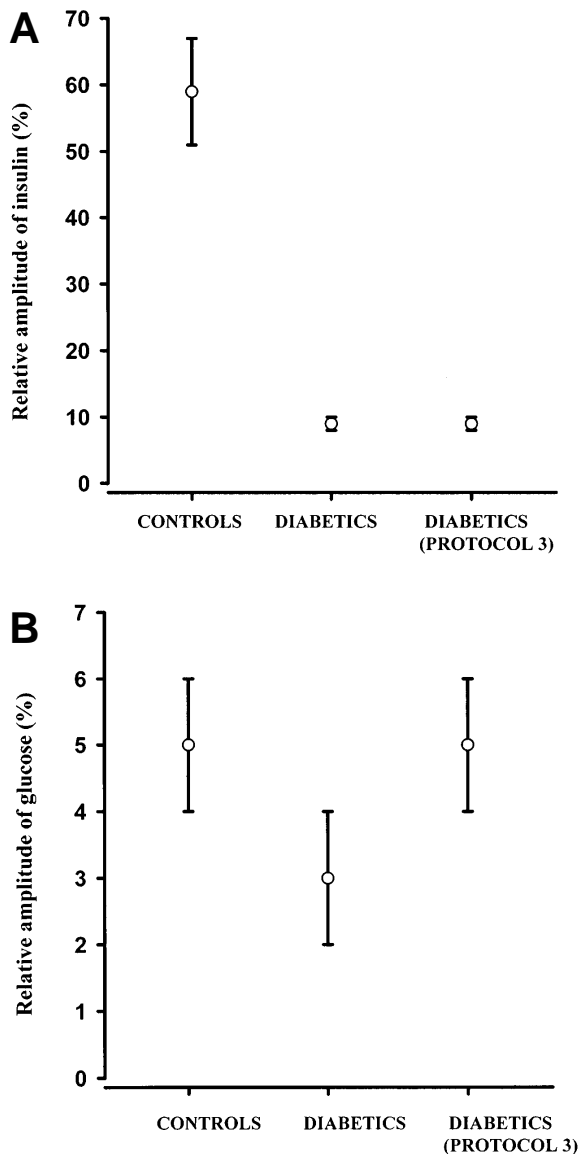 A
Relative amplitude of insulin (%)
70
60
50
40
30
20
10
0
CONTROLS DIABETICS DIABETICS
(PROTOCOL 3)
B
Relative amplitude of glucose (%)
7
6
5
4
3
2
1
0
CONTROLS DIABETICS DIABETICS
(PROTOCOL 3)